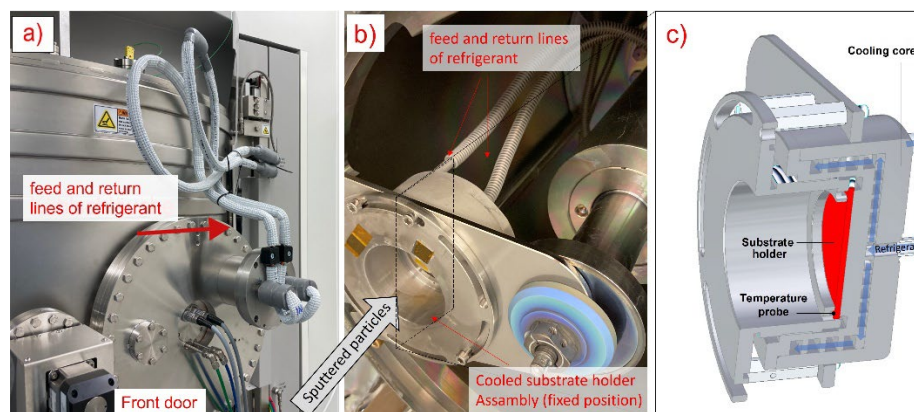 a)
feed and return
lines of refrigerant
Front door
b)
feed and return lines
of refrigerant
Sputtered particles
Cooled substrate holder
Assembly (fixed position)
c)
Cooling core
Substrate
holder
Refrigera
Temperature
probe